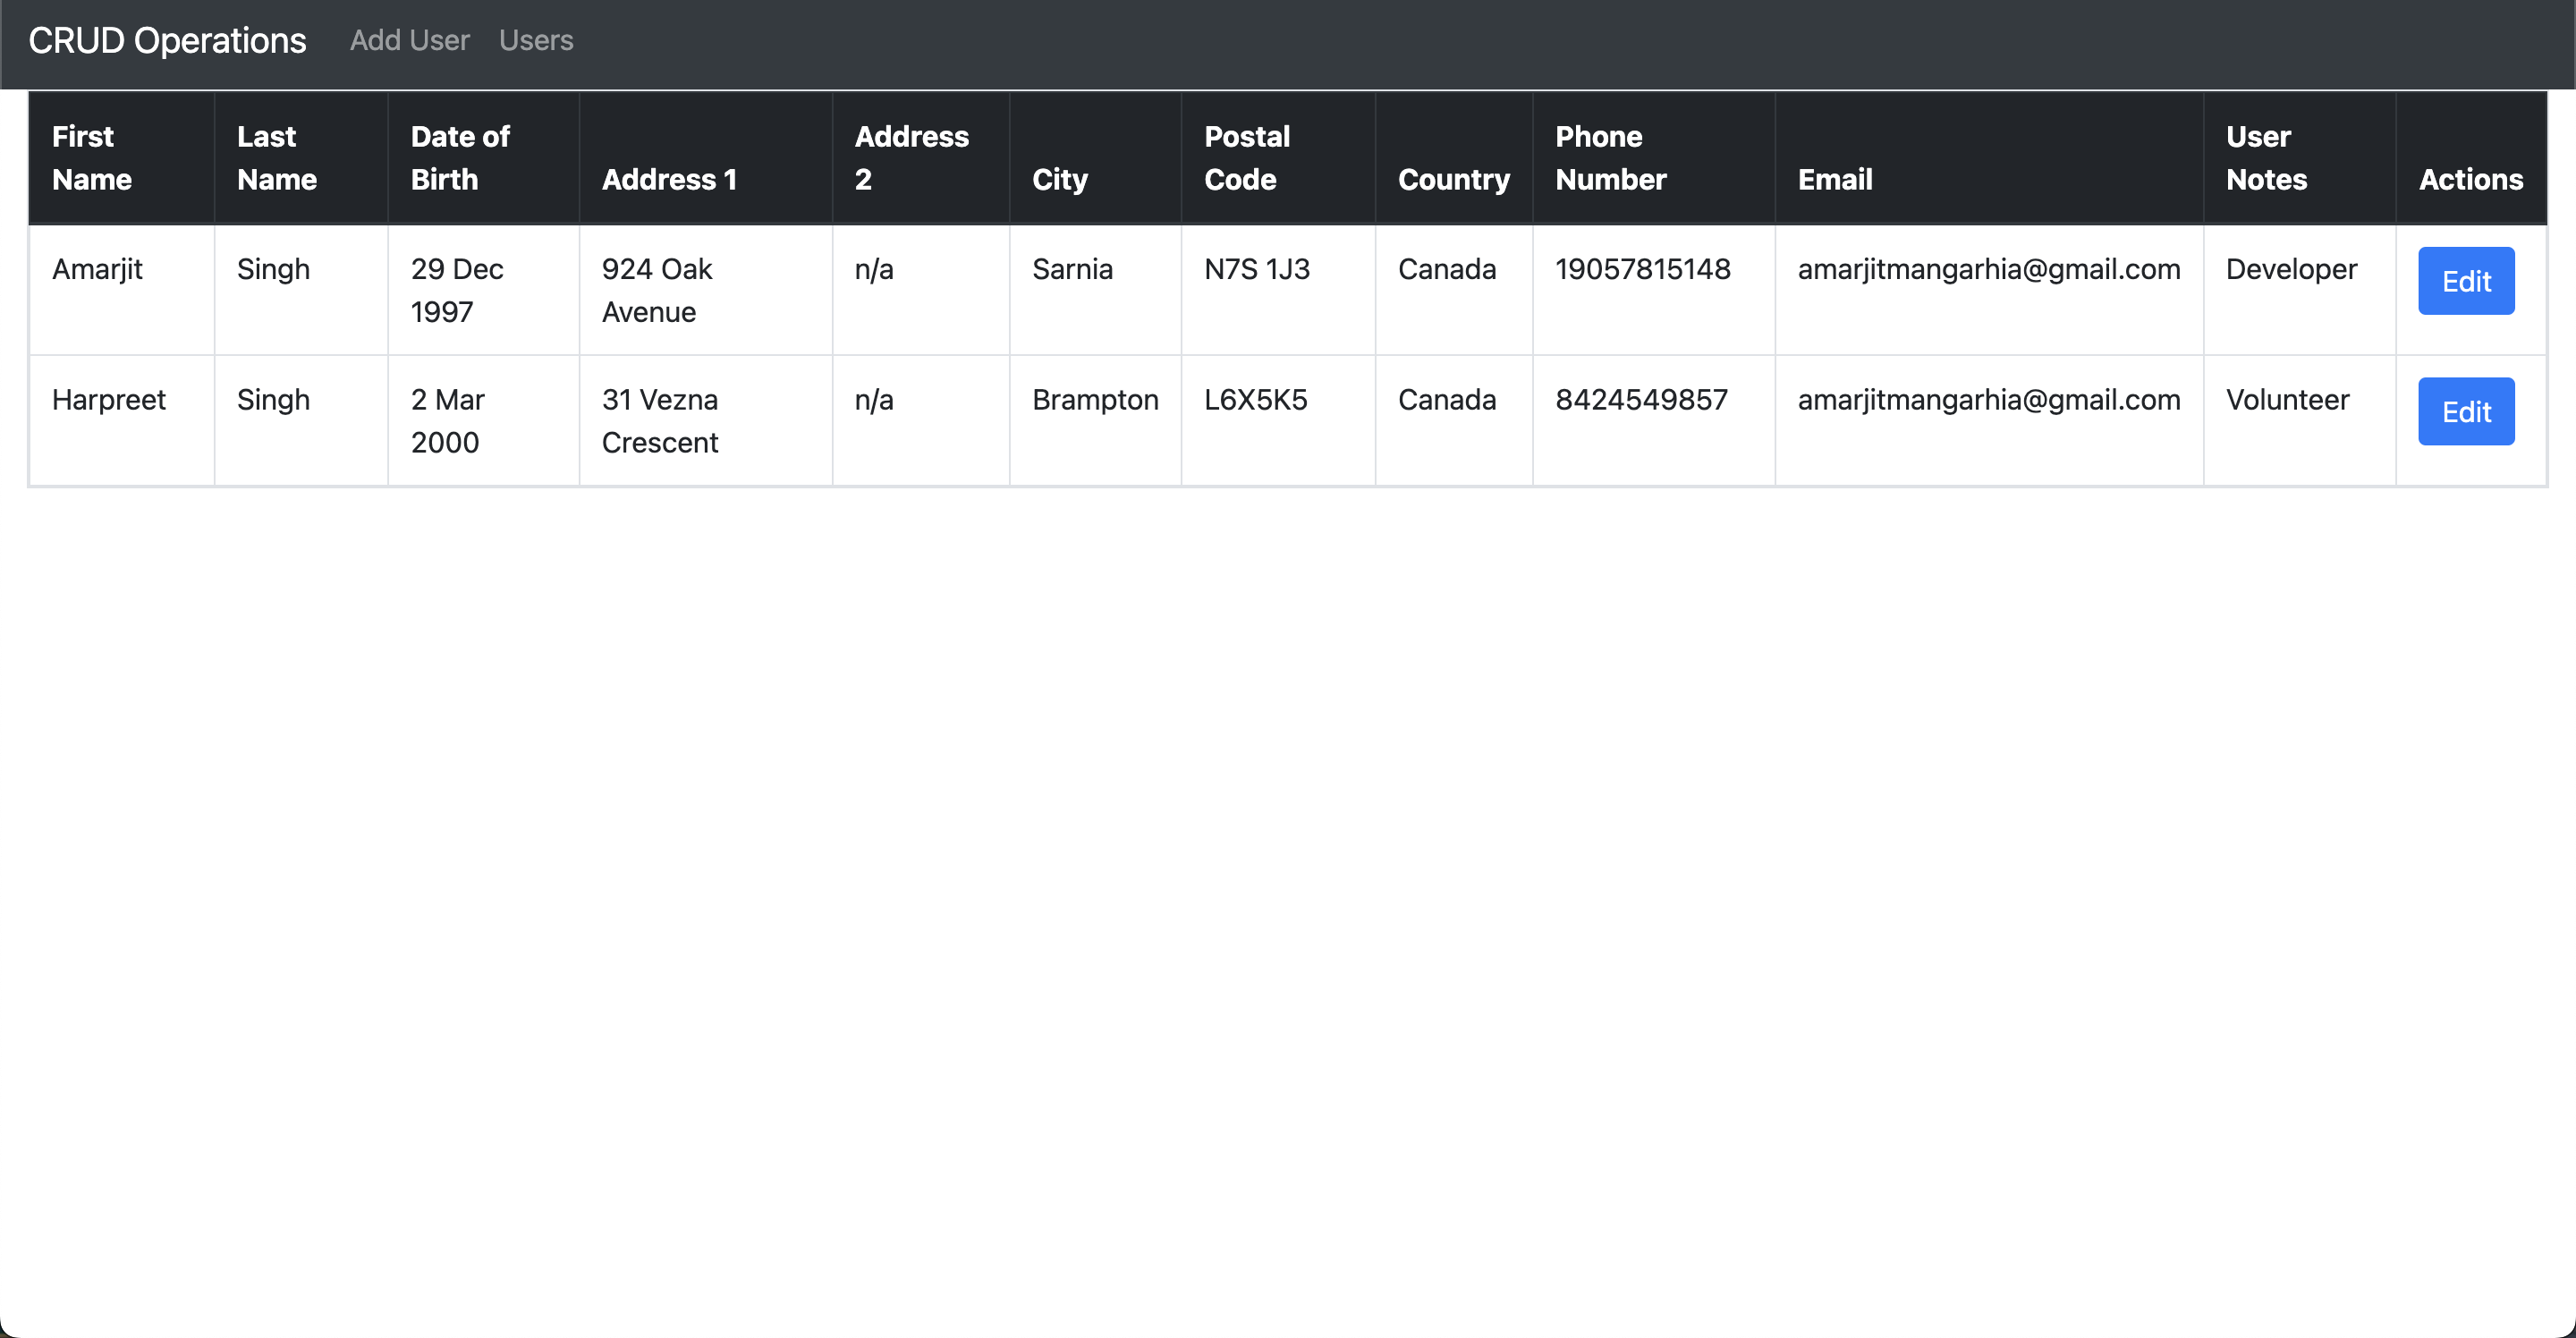 CRUD Operations Add User Users
First Name Last Name Date of Birth Address 1 Address 2 City Postal Code Country Phone Number Email User Notes Actions
Amarjit Singh 29 Dec 1997 924 Oak Avenue n/a Sarnia N7S 1J3 Canada 19057815148 amarjitmangarhia@gmail.com Developer Edit
Harpreet Singh 2 Mar 2000 31 Vezna Crescent n/a Brampton L6X5K5 Canada 8424549857 amarjitmangarhia@gmail.com Volunteer Edit